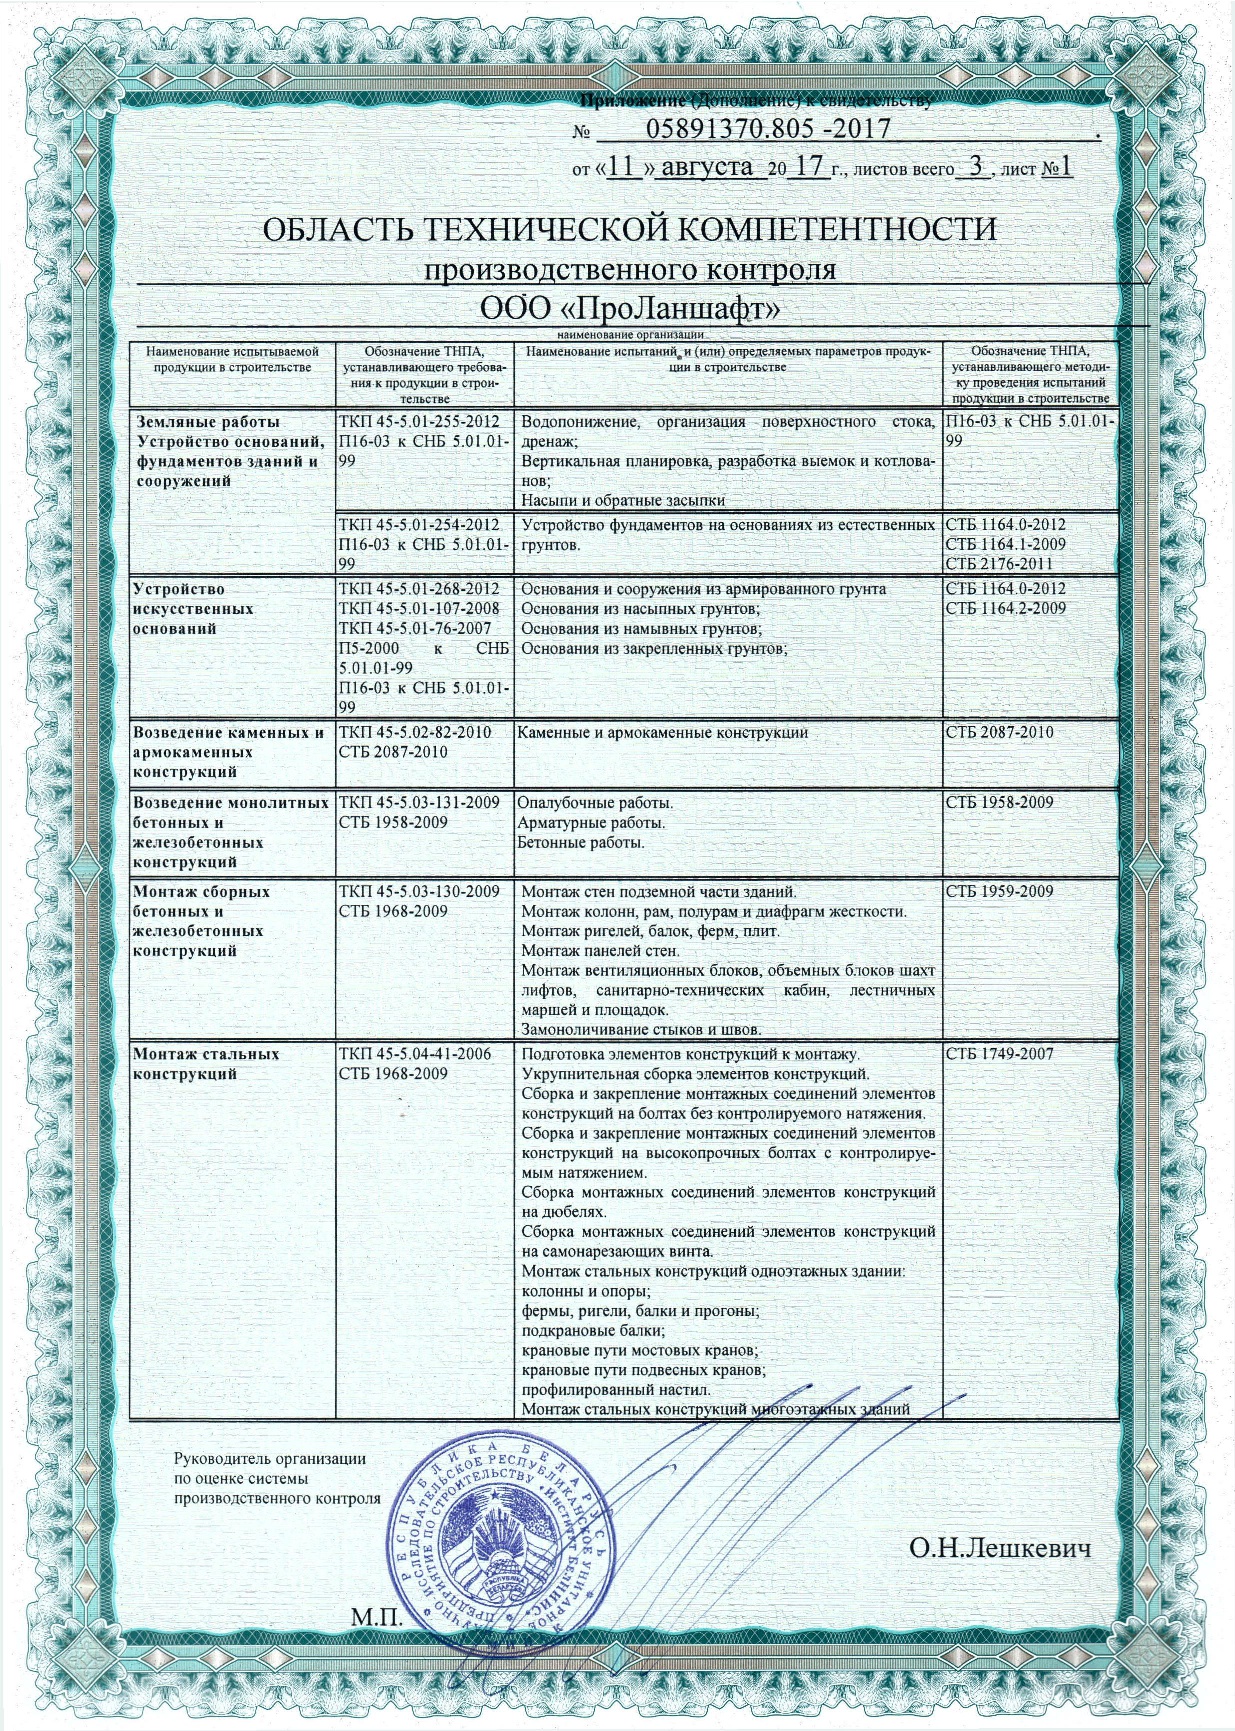 Приложение (Дополнение) к свидетельству
№ 05891370.805 -2017 .
от «11 » августа 20 17 г., листов всего 3 , лист №1
ОБЛАСТЬ ТЕХНИЧЕСКОЙ КОМПЕТЕНТНОСТИ
производственного контроля
ООО «ПроЛаншафт»
наименование организации
Наименование испытываемой
продукции в строительстве
Обозначение ТНПА,
устанавливающего требова-
ния к продукции в строи-
тельстве
Наименование испытаний, и (или) определяемых параметров продук-
ции в строительстве
Обозначение ТНПА,
устанавливающего методи-
ку проведения испытаний
продукции в строительстве
Земляные работы
Устройство оснований,
фундаментов зданий и
сооружений
ТКП 45-5.01-255-2012
П16-03 к СНБ 5.01.01-
99
Водопонижение, организация поверхностного стока,
дренаж;
Вертикальная планировка, разработка выемок и котлова-
нов;
Насыпи и обратные засыпки
П16-03 к СНБ 5.01.01-
99
ТКП 45-5.01-254-2012
П16-03 к СНБ 5.01.01-
99
Устройство фундаментов на основаниях из естественных
грунтов.
СТБ 1164.0-2012
СТБ 1164.1-2009
СТБ 2176-2011
Устройство
искусственных
оснований
ТКП 45-5.01-268-2012
ТКП 45-5.01-107-2008
ТКП 45-5.01-76-2007
П5-2000 к СНБ
5.01.01-99
П16-03 к СНБ 5.01.01-
99
Основания и сооружения из армированного грунта
Основания из насыпных грунтов;
Основания из намывных грунтов;
Основания из закрепленных грунтов;
СТБ 1164.0-2012
СТБ 1164.2-2009
Возведение каменных и
армокаменных
конструкций
ТКП 45-5.02-82-2010
СТБ 2087-2010
Каменные и армокаменные конструкции
СТБ 2087-2010
Возведение монолитных
бетонных и
железобетонных
конструкций
ТКП 45-5.03-131-2009
СТБ 1958-2009
Опалубочные работы.
Арматурные работы.
Бетонные работы.
СТБ 1958-2009
Монтаж сборных
бетонных и
железобетонных
конструкций
ТКП 45-5.03-130-2009
СТБ 1968-2009
Монтаж стен подземной части зданий.
Монтаж колонн, рам, полурам и диафрагм жесткости.
Монтаж ригелей, балок, ферм, плит.
Монтаж панелей стен.
Монтаж вентиляционных блоков, объемных блоков шахт
лифтов, санитарно-технических кабин, лестничных
маршей и площадок.
Замоноличивание стыков и швов.
СТБ 1959-2009
Монтаж стальных
конструкций
ТКП 45-5.04-41-2006
СТБ 1968-2009
Подготовка элементов конструкций к монтажу.
Укрупнительная сборка элементов конструкций.
Сборка и закрепление монтажных соединений элементов
конструкций на болтах без контролируемого натяжения.
Сборка и закрепление монтажных соединений элементов
конструкций на высокопрочных болтах с контролируе-
мым натяжением.
Сборка монтажных соединений элементов конструкций
на дюбелях.
Сборка монтажных соединений элементов конструкций
на самонарезающих винта.
Монтаж стальных конструкций одноэтажных здании:
колонны и опоры;
фермы, ригели, балки и прогоны;
подкрановые балки;
крановые пути мостовых кранов;
крановые пути подвесных кранов;
профилированный настил.
Монтаж стальных конструкций многоэтажных зданий
СТБ 1749-2007
Руководитель организации
по оценке системы
производственного контроля
РЕСПУБЛИКА БЕЛАРУСЬ
НАУЧНО-ИССЛЕДОВАТЕЛЬСКОЕ РЕСПУБЛИКАНСКОЕ УНИТАРНОЕ
ПРЕДПРИЯТИЕ ПО СТРОИТЕЛЬСТВУ «ИНСТИТУТ БЕЛНИИС»
О.Н.Лешкевич
М.П.